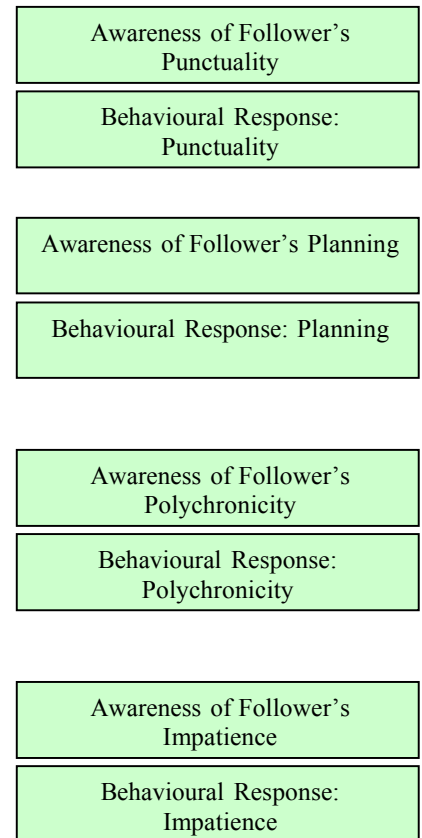 Awareness of Follower’s
Punctuality
Behavioural Response:
Punctuality
Awareness of Follower’s Planning
Behavioural Response: Planning
Awareness of Follower’s
Polychronicity
Behavioural Response:
Polychronicity
Awareness of Follower’s
Impatience
Behavioural Response:
Impatience